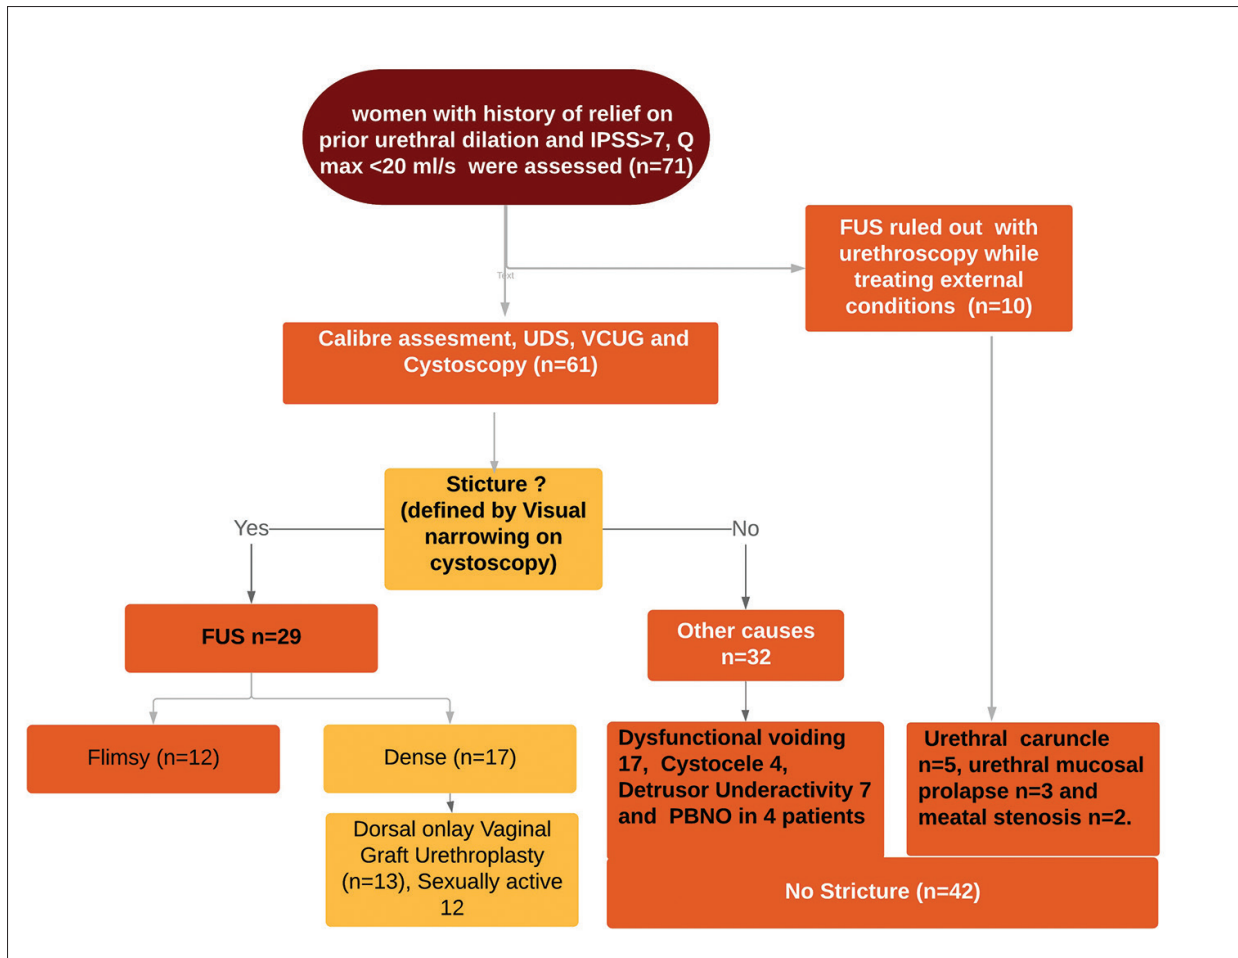 women with history of relief on
prior urethral dilation and IPSS>7, Q
max <20 ml/s were assessed (n=71)
FUS ruled out with
urethroscopy while
treating external
conditions (n=10)
Text
Calibre assesment, UDS, VCUG and
Cystoscopy (n=61)
Sticture ?
(defined by Visual
narrowing on
cystoscopy)
Yes
No
FUS n=29
Other causes
n=32
Flimsy (n=12)
Dense (n=17)
Dysfunctional voiding
17, Cystocele 4,
Detrusor Underactivity 7
and PBNO in 4 patients
Urethral caruncle
n=5, urethral mucosal
prolapse n=3 and
meatal stenosis n=2.
Dorsal onlay Vaginal
Graft Urethroplasty
(n=13), Sexually active
12
No Stricture (n=42)